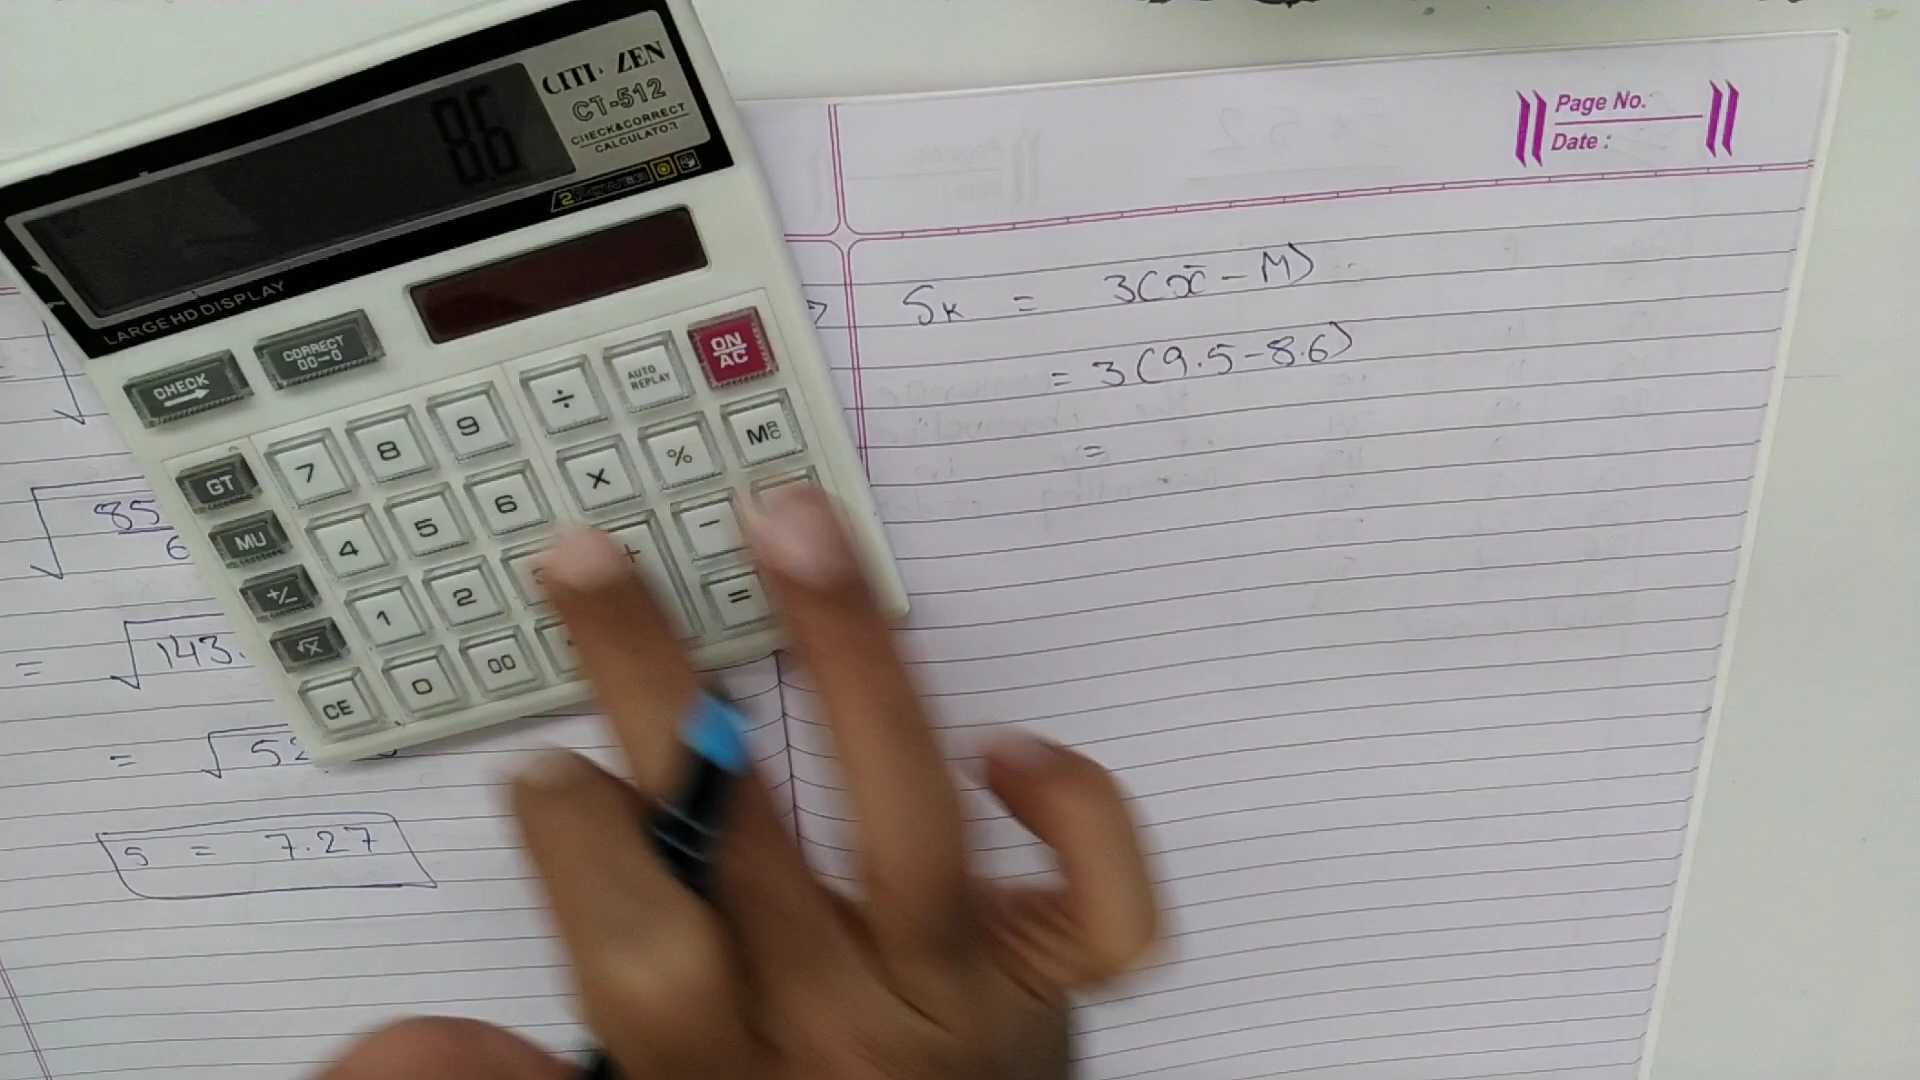 CITIZEN
CT-512
CHECK&CORRECT
CALCULATOR
86
LARGE HD DISPLAY
CHECK
CORRECT
00→0
÷
AUTO
REPLAY
ON
AC
GT
7
8
9
×
%
MU
4
5
6
+
−
+/−
1
2
=
√x
CE
0
00
Page No.
Date :
SK = 3(x̄ - M)
= 3(9.5-8.6)
=
85
6
= √143.
= √52
s = 7.27